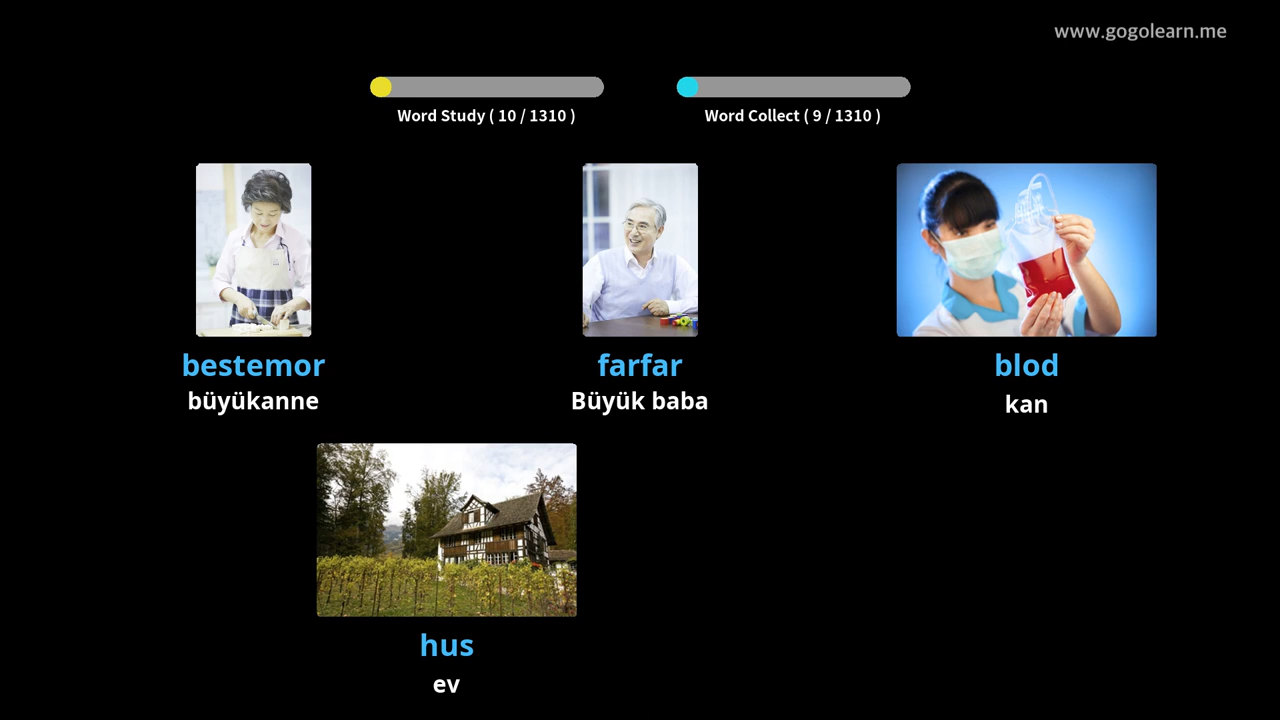 www.gogolearn.me
Word Study ( 10 / 1310 )
Word Collect ( 9 / 1310 )
bestemor
büyükanne
farfar
Büyük baba
blod
kan
hus
ev